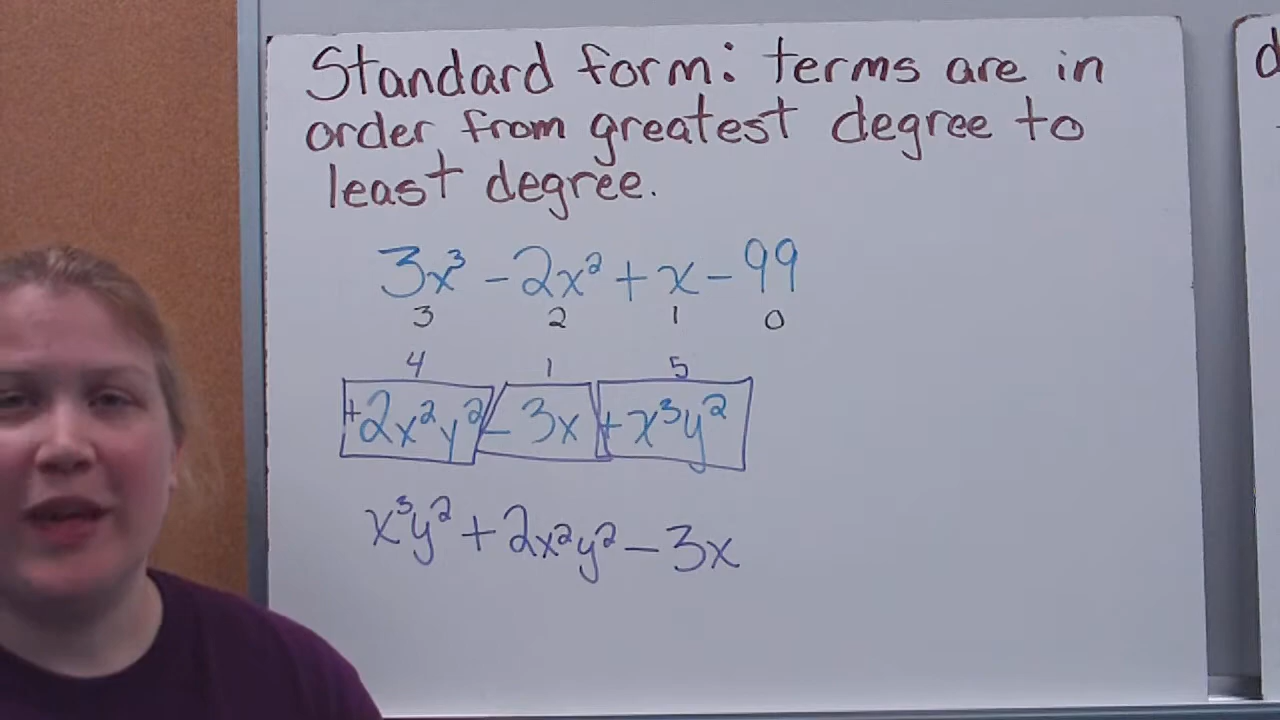 Standard form: terms are in
order from greatest degree to
least degree.
3x³ - 2x² + x - 99
3 2 1 0
4 1 5
+2x²y² - 3x + x³y²
x³y² + 2x²y² - 3x
d